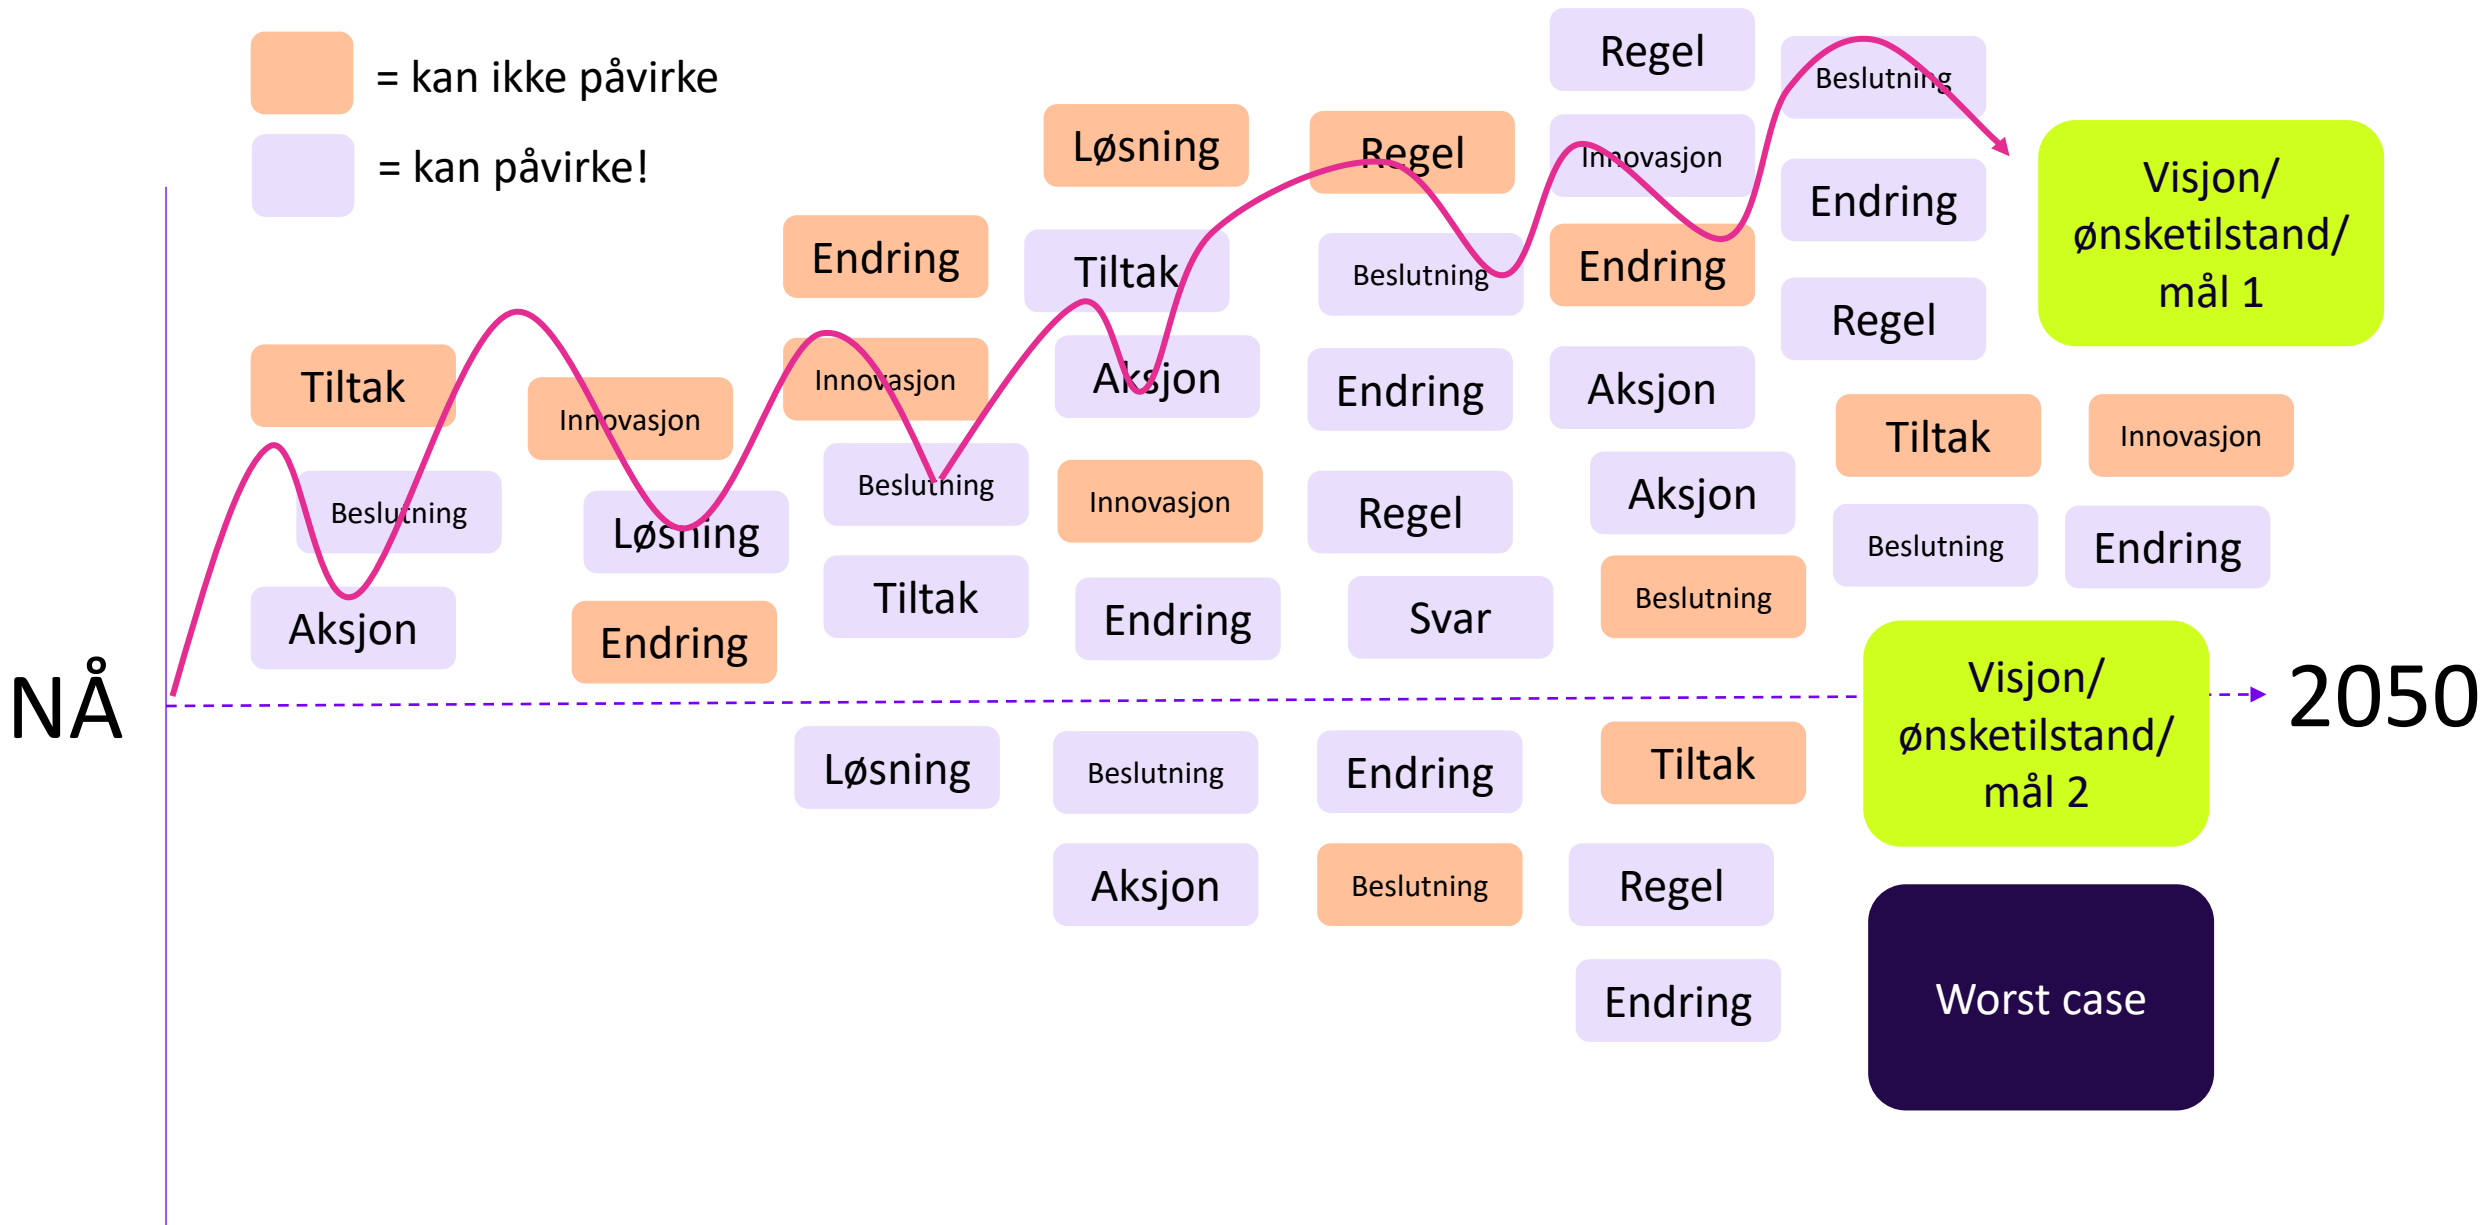 = kan ikke påvirke
= kan påvirke!
NÅ
Tiltak
Beslutning
Aksjon
Innovasjon
Løsning
Endring
Endring
Innovasjon
Beslutning
Tiltak
Løsning
Løsning
Tiltak
Aksjon
Innovasjon
Endring
Beslutning
Aksjon
Regel
Beslutning
Endring
Regel
Svar
Endring
Beslutning
Regel
Innovasjon
Endring
Aksjon
Aksjon
Beslutning
Tiltak
Regel
Endring
Beslutning
Endring
Regel
Tiltak
Innovasjon
Beslutning
Endring
Visjon/
ønsketilstand/
mål 1
Visjon/
ønsketilstand/
mål 2
Worst case
2050